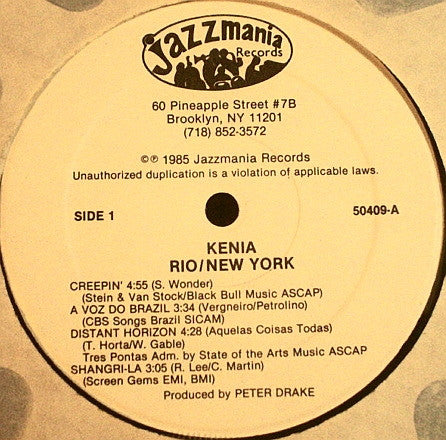 Jazzmania
Records
60 Pineapple Street #7B
Brooklyn, NY 11201
(718) 852-3572
©℗ 1985 Jazzmania Records
Unauthorized duplication is a violation of applicable laws.
SIDE 1
50409-A
KENIA
RIO/NEW YORK
CREEPIN' 4:55 (S. Wonder)
(Stein & Van Stock/Black Bull Music ASCAP)
A VOZ DO BRAZIL 3:34 (Vergneiro/Petrolino)
(CBS Songs Brazil SICAM)
DISTANT HORIZON 4:28 (Aquelas Coisas Todas)
(T. Horta/W. Gable)
Tres Pontas Adm. by State of the Arts Music ASCAP
SHANGRI-LA 3:05 (R. Lee/C. Martin)
(Screen Gems EMI, BMI)
Produced by PETER DRAKE